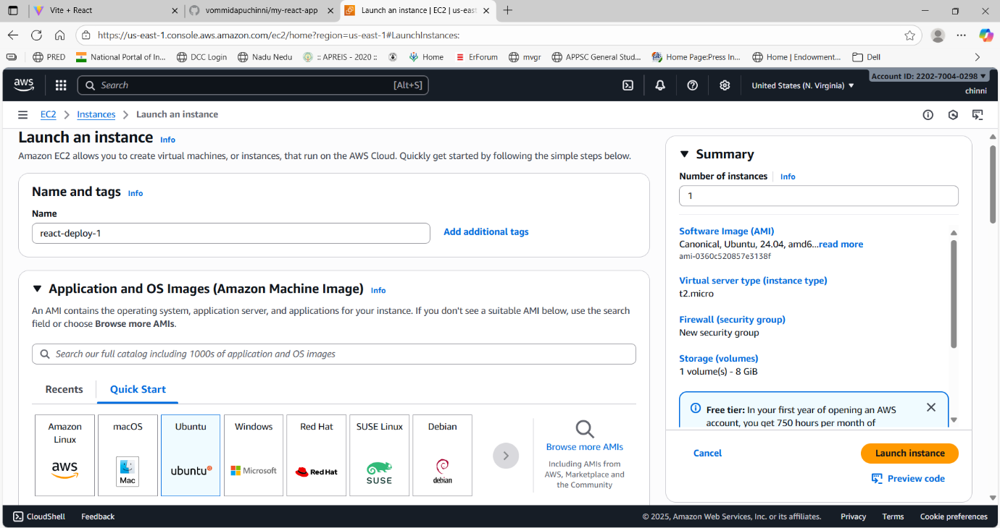 Vite + React
vommidapuchinni/my-react-app
Launch an instance | EC2 | us-east
https://us-east-1.console.aws.amazon.com/ec2/home?region=us-east-1#LaunchInstances:
PRED
National Portal of In...
DCC Login
Nadu Nedu
:: APREIS - 2020 ::
Home
ErForum
mvgr
APPSC General Stud...
Home Page:Press In...
Home | Endowment...
Dell
aws
Search
[Alt+S]
United States (N. Virginia) ▼
Account ID: 2202-7004-0298 ▼
chinni
EC2 > Instances > Launch an instance
Launch an instance Info
Amazon EC2 allows you to create virtual machines, or instances, that run on the AWS Cloud. Quickly get started by following the simple steps below.
Name and tags Info
Name
react-deploy-1
Add additional tags
▼ Application and OS Images (Amazon Machine Image) Info
An AMI contains the operating system, application server, and applications for your instance. If you don't see a suitable AMI below, use the search
field or choose Browse more AMIs.
Search our full catalog including 1000s of application and OS images
Recents
Quick Start
Amazon
Linux
aws
macOS
Mac
Ubuntu
ubuntu
Windows
Microsoft
Red Hat
Red Hat
SUSE Linux
SUSE
Debian
debian
Browse more AMIs
Including AMIs from
AWS, Marketplace and
the Community
▼ Summary
Number of instances Info
1
Software Image (AMI)
Canonical, Ubuntu, 24.04, amd6...read more
ami-0360c520857e3138f
Virtual server type (instance type)
t2.micro
Firewall (security group)
New security group
Storage (volumes)
1 volume(s) - 8 GiB
Free tier: In your first year of opening an AWS
account, you get 750 hours per month of
Cancel
Launch instance
Preview code
CloudShell
Feedback
© 2025, Amazon Web Services, Inc. or its affiliates.
Privacy
Terms
Cookie preferences